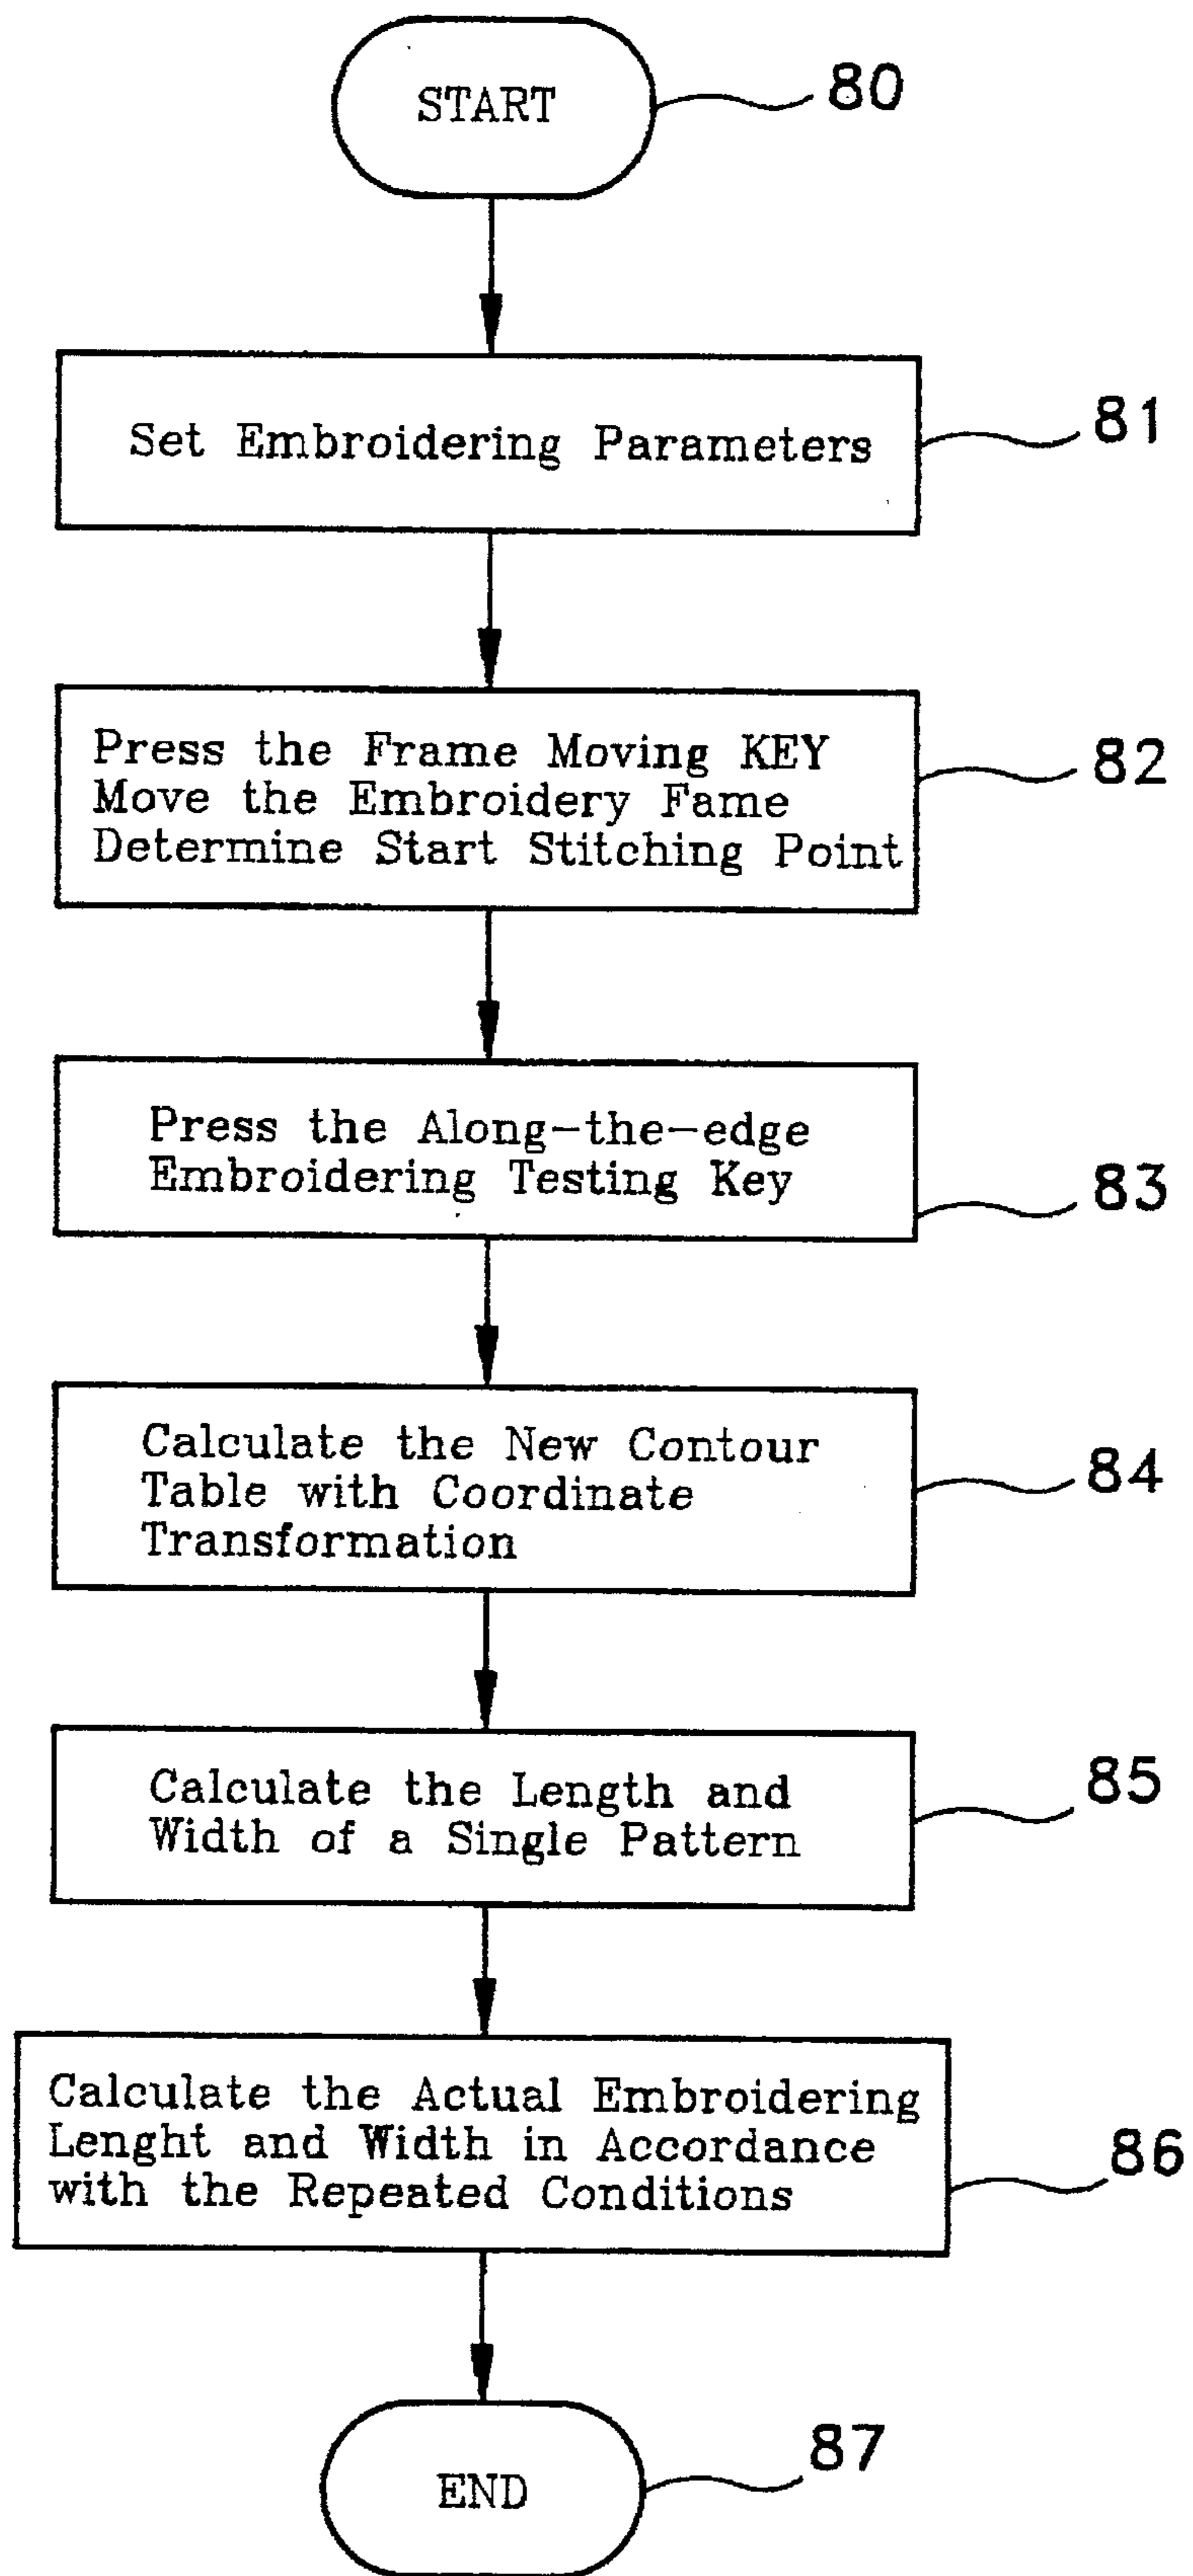 START
80
Set Embroidering Parameters
81
Press the Frame Moving KEY
Move the Embroidery Fame
Determine Start Stitching Point
82
Press the Along-the-edge
Embroidering Testing Key
83
Calculate the New Contour
Table with Coordinate
Transformation
84
Calculate the Length and
Width of a Single Pattern
85
Calculate the Actual Embroidering
Lenght and Width in Accordance
with the Repeated Conditions
86
END
87